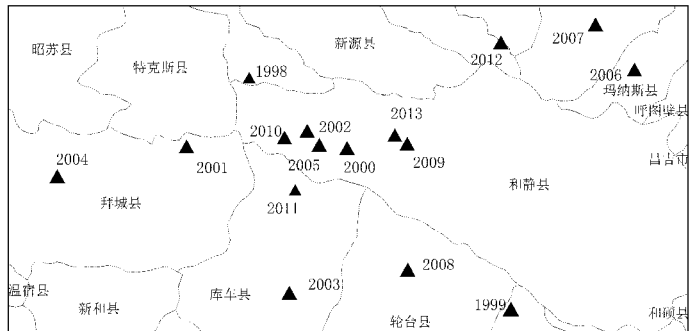 2007
新源县
昭苏县
2012
特克斯县
1998
2006
玛纳斯县
呼图壁县
2013
2010
2002
昌吉市
2004
2001
2005
2000
2009
和静县
拜城县
2011
2008
温宿县
库车县
2003
1999
新和县
轮台县
和硕县